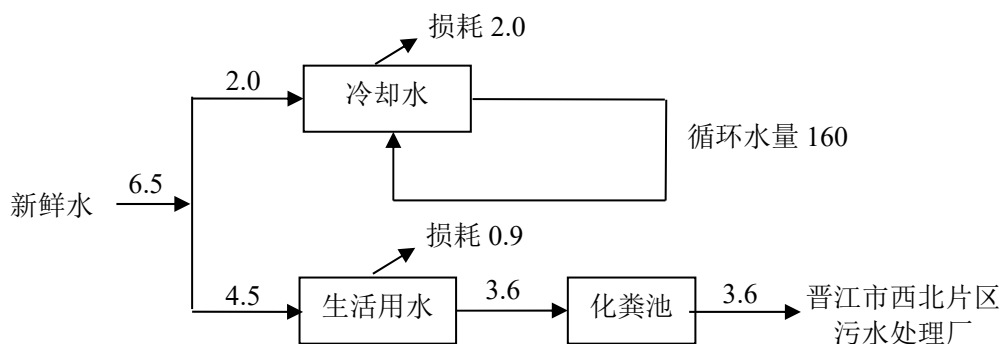 损耗 2.0
2.0
冷却水
循环水量 160
新鲜水
6.5
损耗 0.9
4.5
生活用水
3.6
化粪池
3.6
晋江市西北片区
污水处理厂